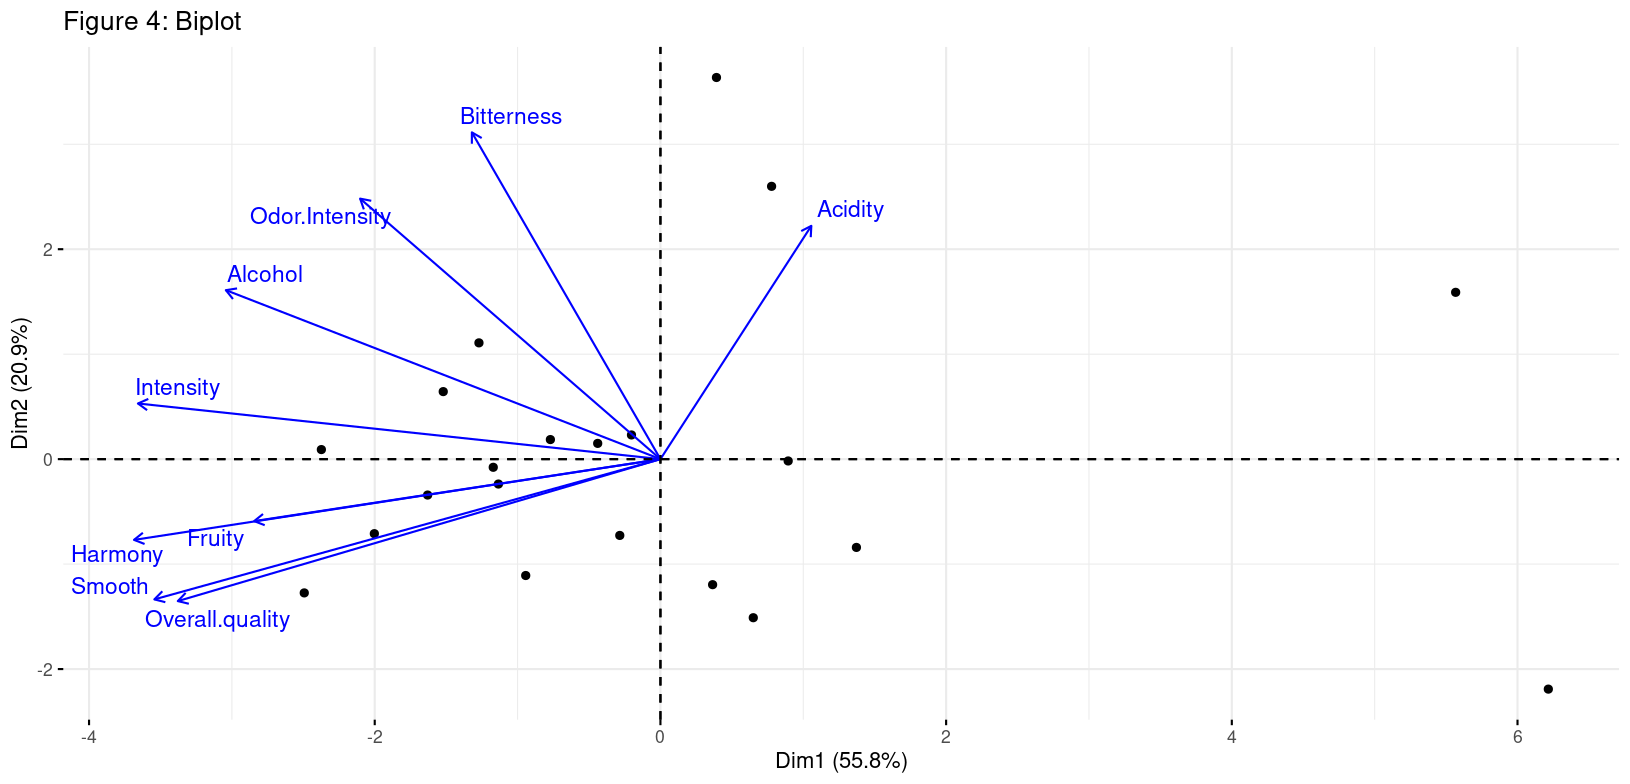 Figure 4: Biplot
Bitterness
Acidity
Odor.Intensity
Alcohol
Intensity
Fruity
Harmony
Smooth
Overall.quality
Dim2 (20.9%)
2
0
-2
-4
-2
0
2
4
6
Dim1 (55.8%)